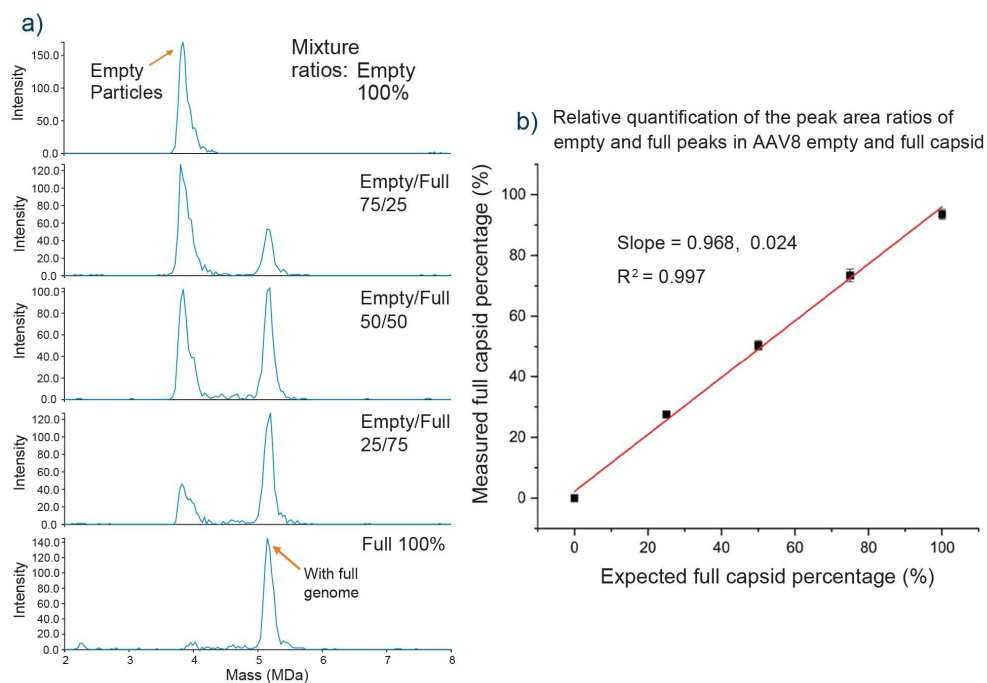 a)
Mixture
ratios: Empty
100%
Empty
Particles
Intensity
150.0
100.0
50.0
0.0
Empty/Full
75/25
Intensity
120.0
100.0
80.0
60.0
40.0
20.0
0.0
Empty/Full
50/50
Intensity
100.0
80.0
60.0
40.0
20.0
0.0
Empty/Full
25/75
Intensity
120.0
100.0
80.0
60.0
40.0
20.0
0.0
Full 100%
With full
genome
Intensity
140.0
120.0
100.0
80.0
60.0
40.0
20.0
0.0
2 3 4 5 6 7 8
Mass (MDa)
b) Relative quantification of the peak area ratios of
empty and full peaks in AAV8 empty and full capsid
Measured full capsid percentage (%)
100
80
60
40
20
0
Slope = 0.968, 0.024
R² = 0.997
0 20 40 60 80 100
Expected full capsid percentage (%)